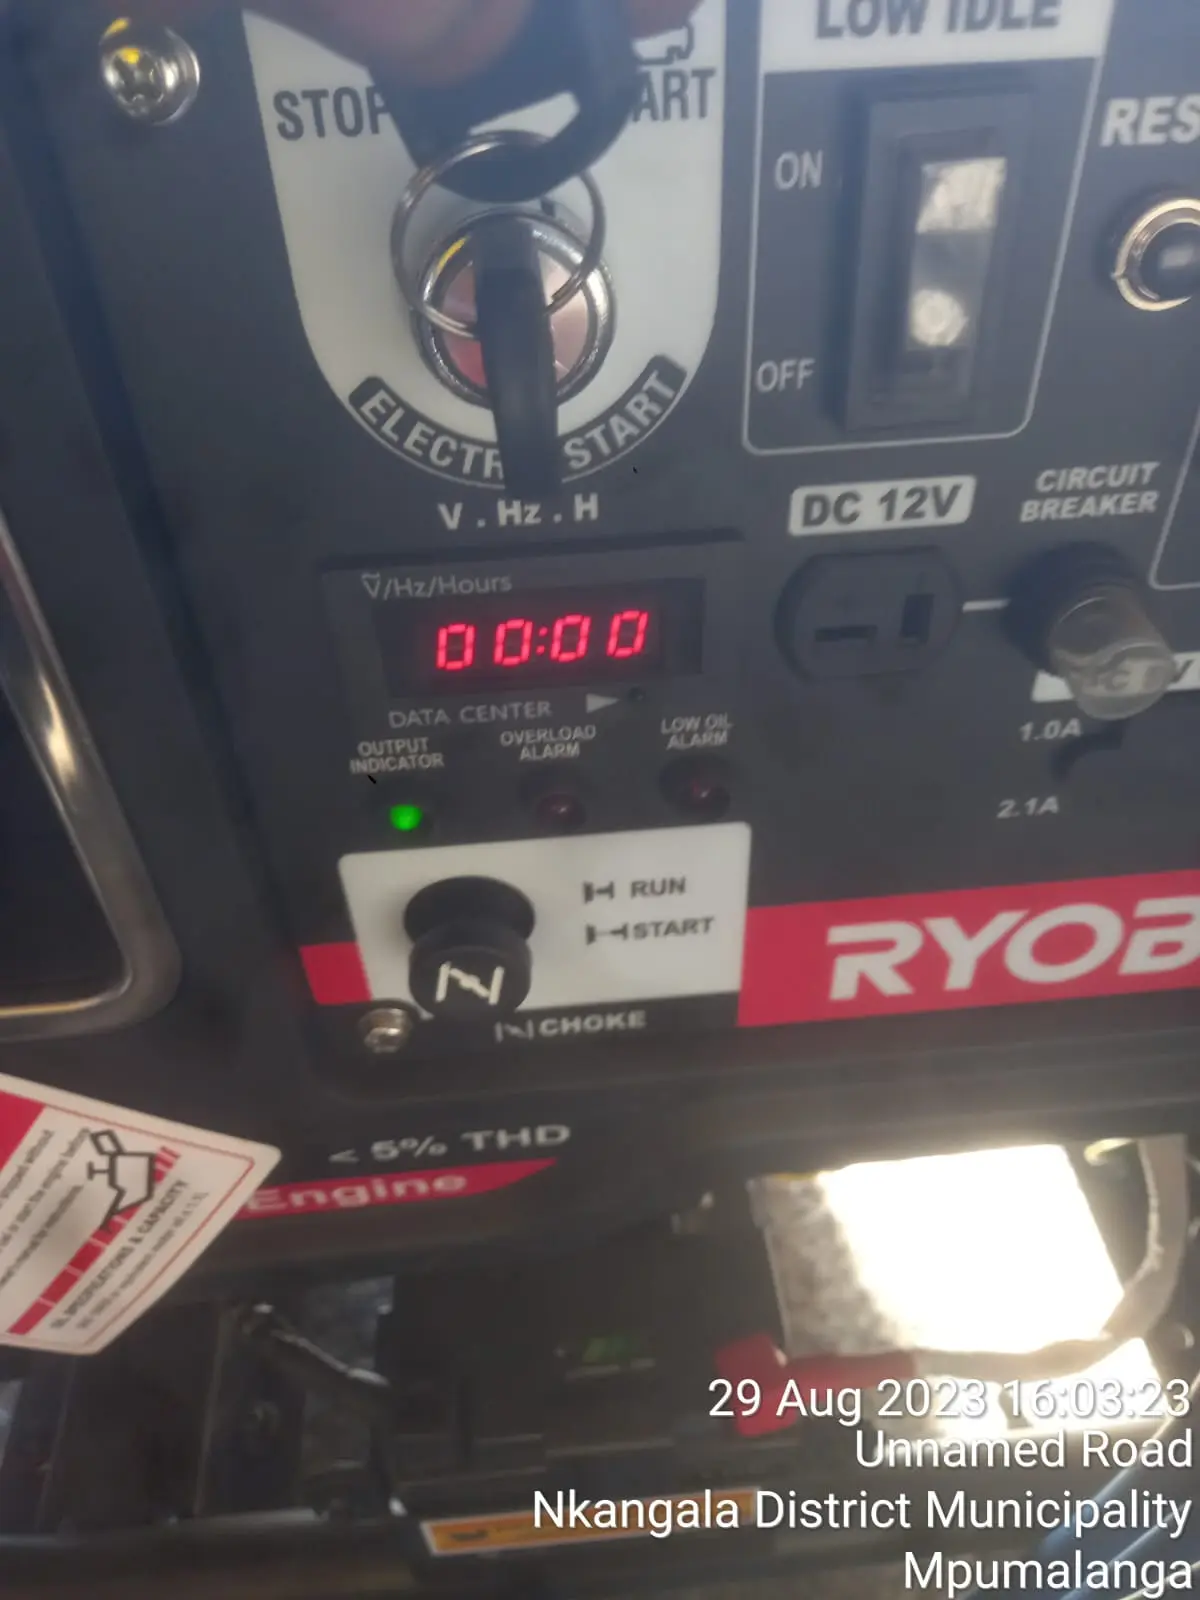 LOW IDLE
STOP
ART
ON
RES
OFF
ELECTR
START
V . Hz . H
DC 12V
CIRCUIT
BREAKER
Ṽ/Hz/Hours
00:00
DATA CENTER
OUTPUT
INDICATOR
OVERLOAD
ALARM
LOW OIL
ALARM
1.0A
2.1A
RUN
START
RYOB
CHOKE
< 5% THD
Engine
SPECIFICATIONS & CAPACITY
29 Aug 2023 16:03:23
Unnamed Road
Nkangala District Municipality
Mpumalanga